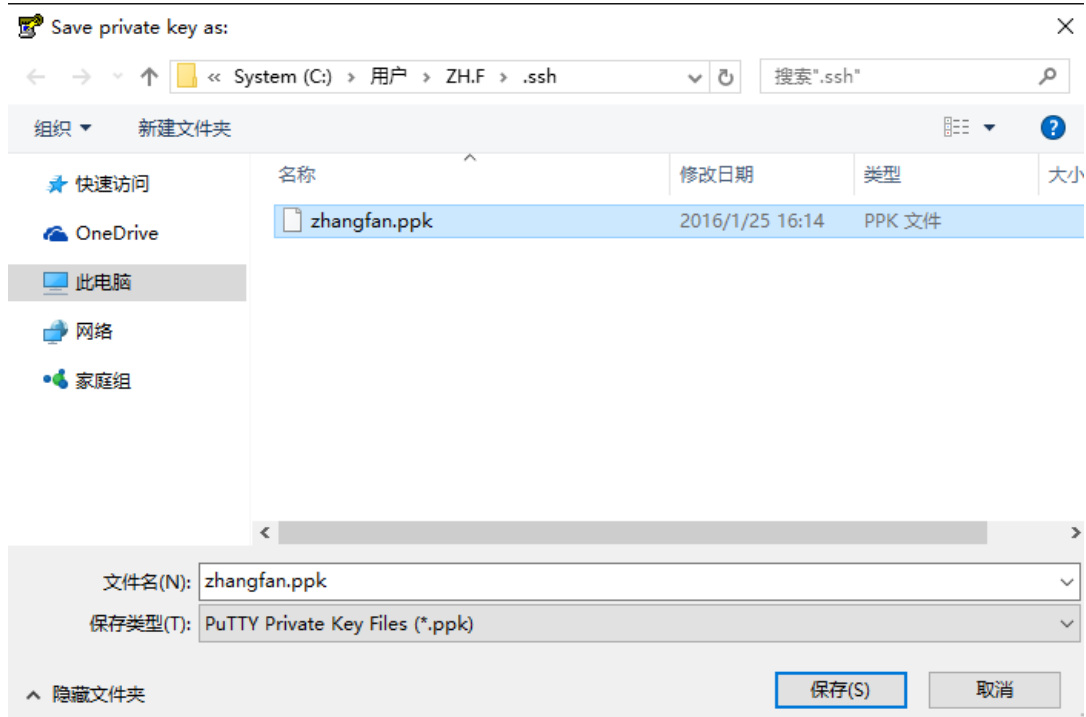 Save private key as:
« System (C:) › 用户 › ZH.F › .ssh
搜索".ssh"
组织
新建文件夹
名称
修改日期
类型
大小
快速访问
OneDrive
此电脑
网络
家庭组
zhangfan.ppk
2016/1/25 16:14
PPK 文件
文件名(N):
zhangfan.ppk
保存类型(T):
PuTTY Private Key Files (*.ppk)
隐藏文件夹
保存(S)
取消